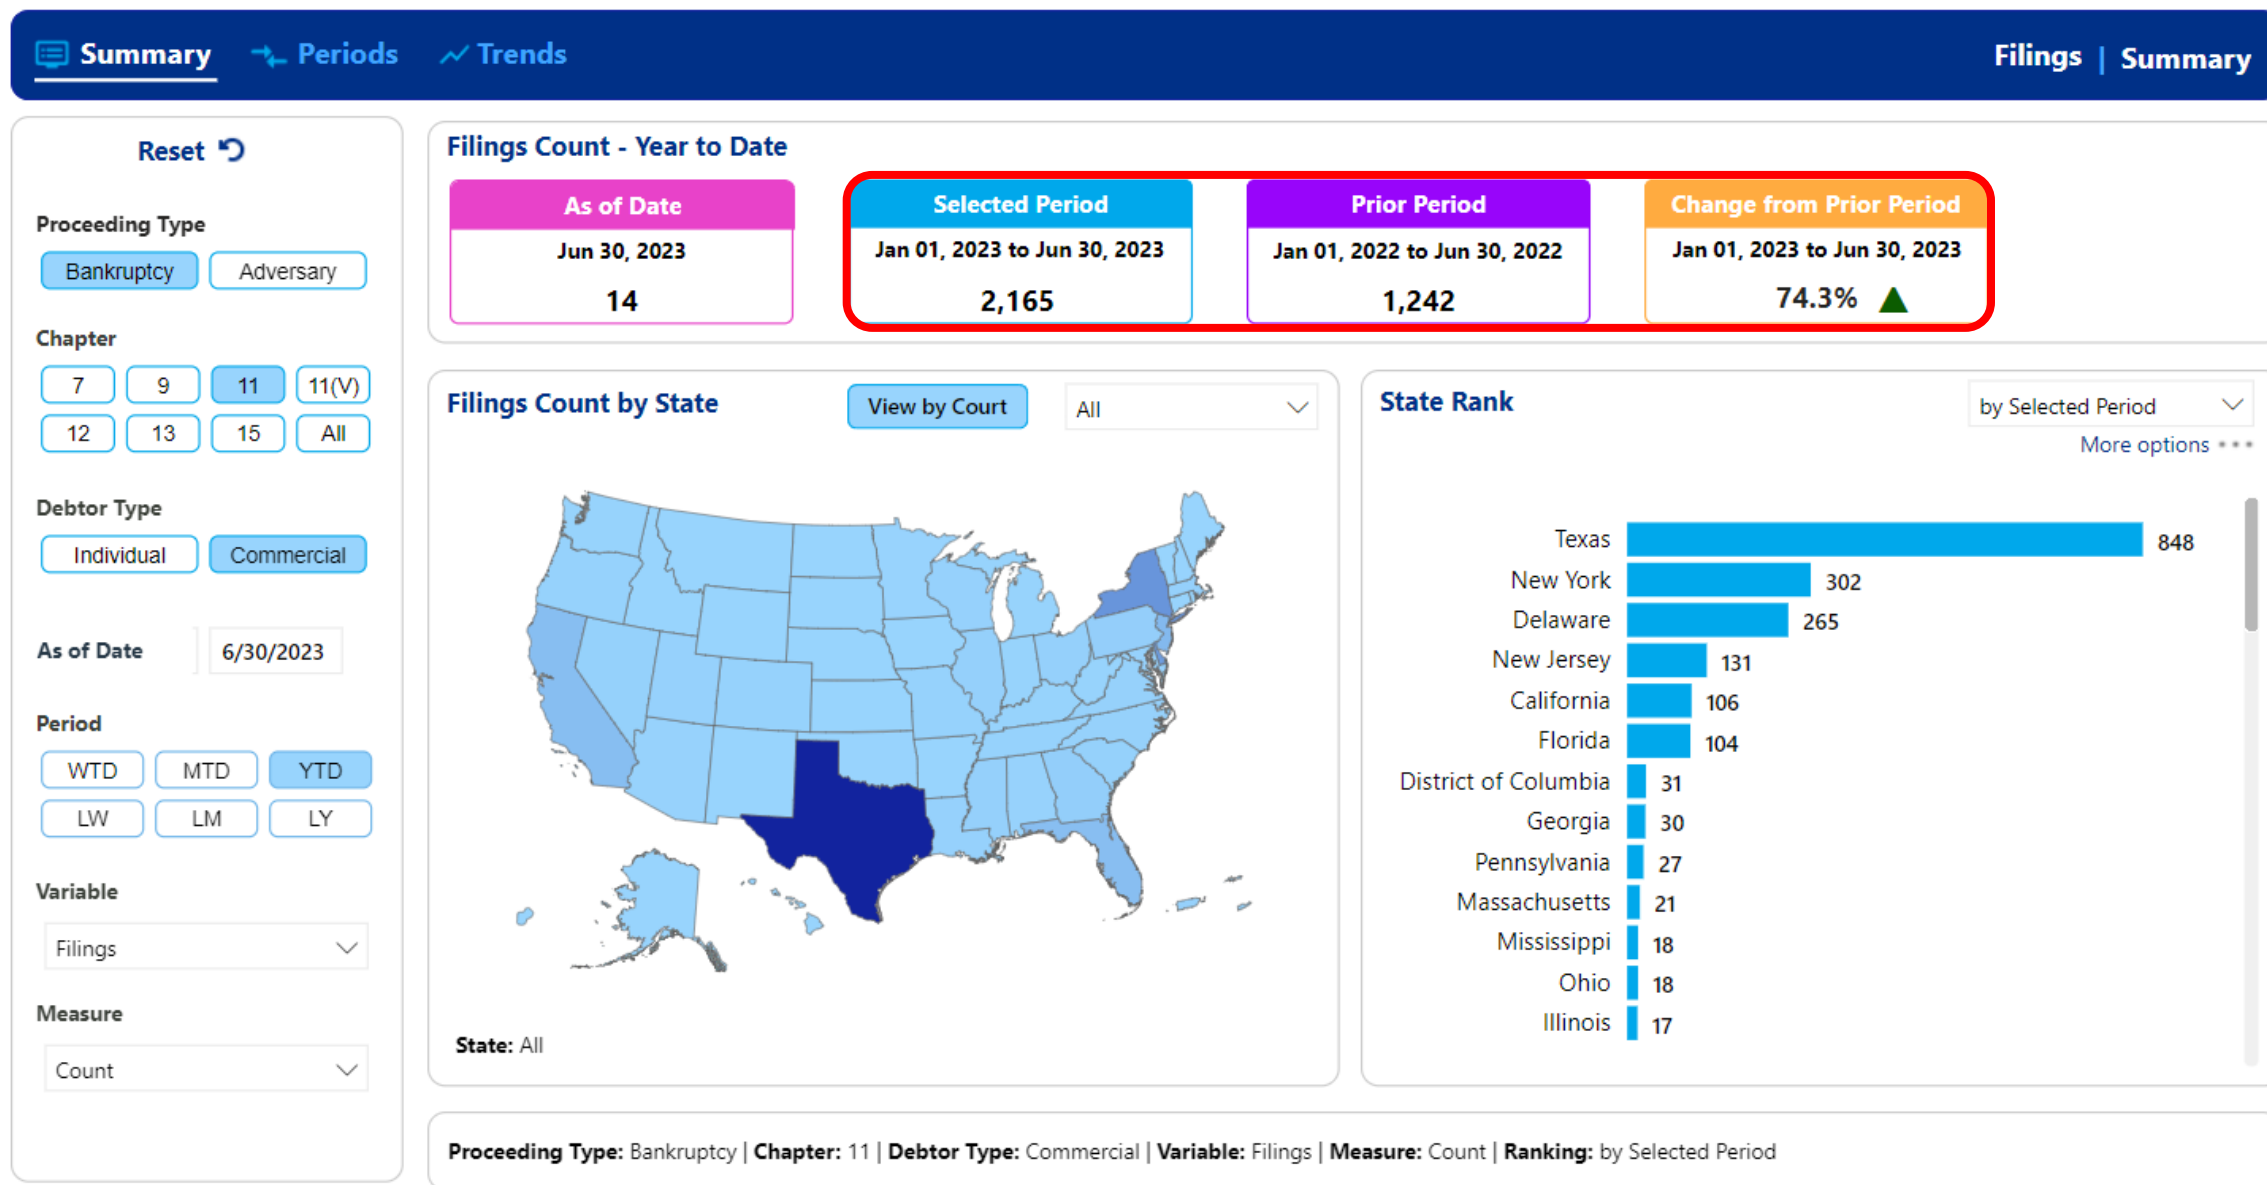 Summary Periods Trends Filings | Summary
Reset
Proceeding Type
Bankruptcy Adversary
Chapter
7 9 11 11(V)
12 13 15 All
Debtor Type
Individual Commercial
As of Date 6/30/2023
Period
WTD MTD YTD
LW LM LY
Variable
Filings
Measure
Count
Filings Count - Year to Date
As of Date
Jun 30, 2023
14
Selected Period
Jan 01, 2023 to Jun 30, 2023
2,165
Prior Period
Jan 01, 2022 to Jun 30, 2022
1,242
Change from Prior Period
Jan 01, 2023 to Jun 30, 2023
74.3%
Filings Count by State View by Court All
State: All
State Rank by Selected Period
More options
Texas 848
New York 302
Delaware 265
New Jersey 131
California 106
Florida 104
District of Columbia 31
Georgia 30
Pennsylvania 27
Massachusetts 21
Mississippi 18
Ohio 18
Illinois 17
Proceeding Type: Bankruptcy | Chapter: 11 | Debtor Type: Commercial | Variable: Filings | Measure: Count | Ranking: by Selected Period